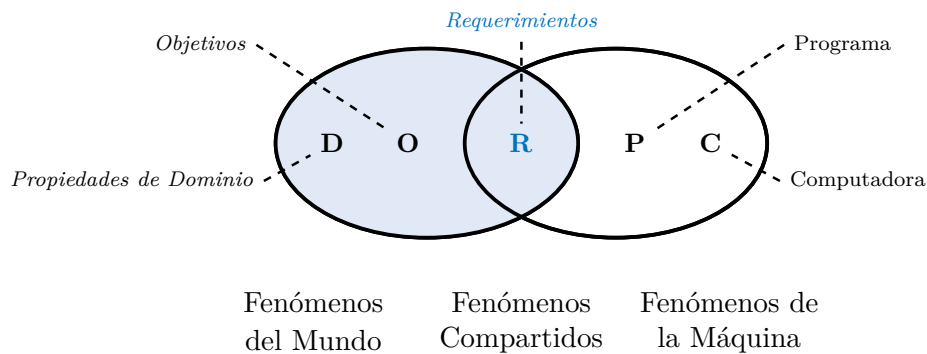 Requerimientos
Objetivos
Programa
D O R P C
Propiedades de Dominio
Computadora
Fenómenos
del Mundo
Fenómenos
Compartidos
Fenómenos de
la Máquina